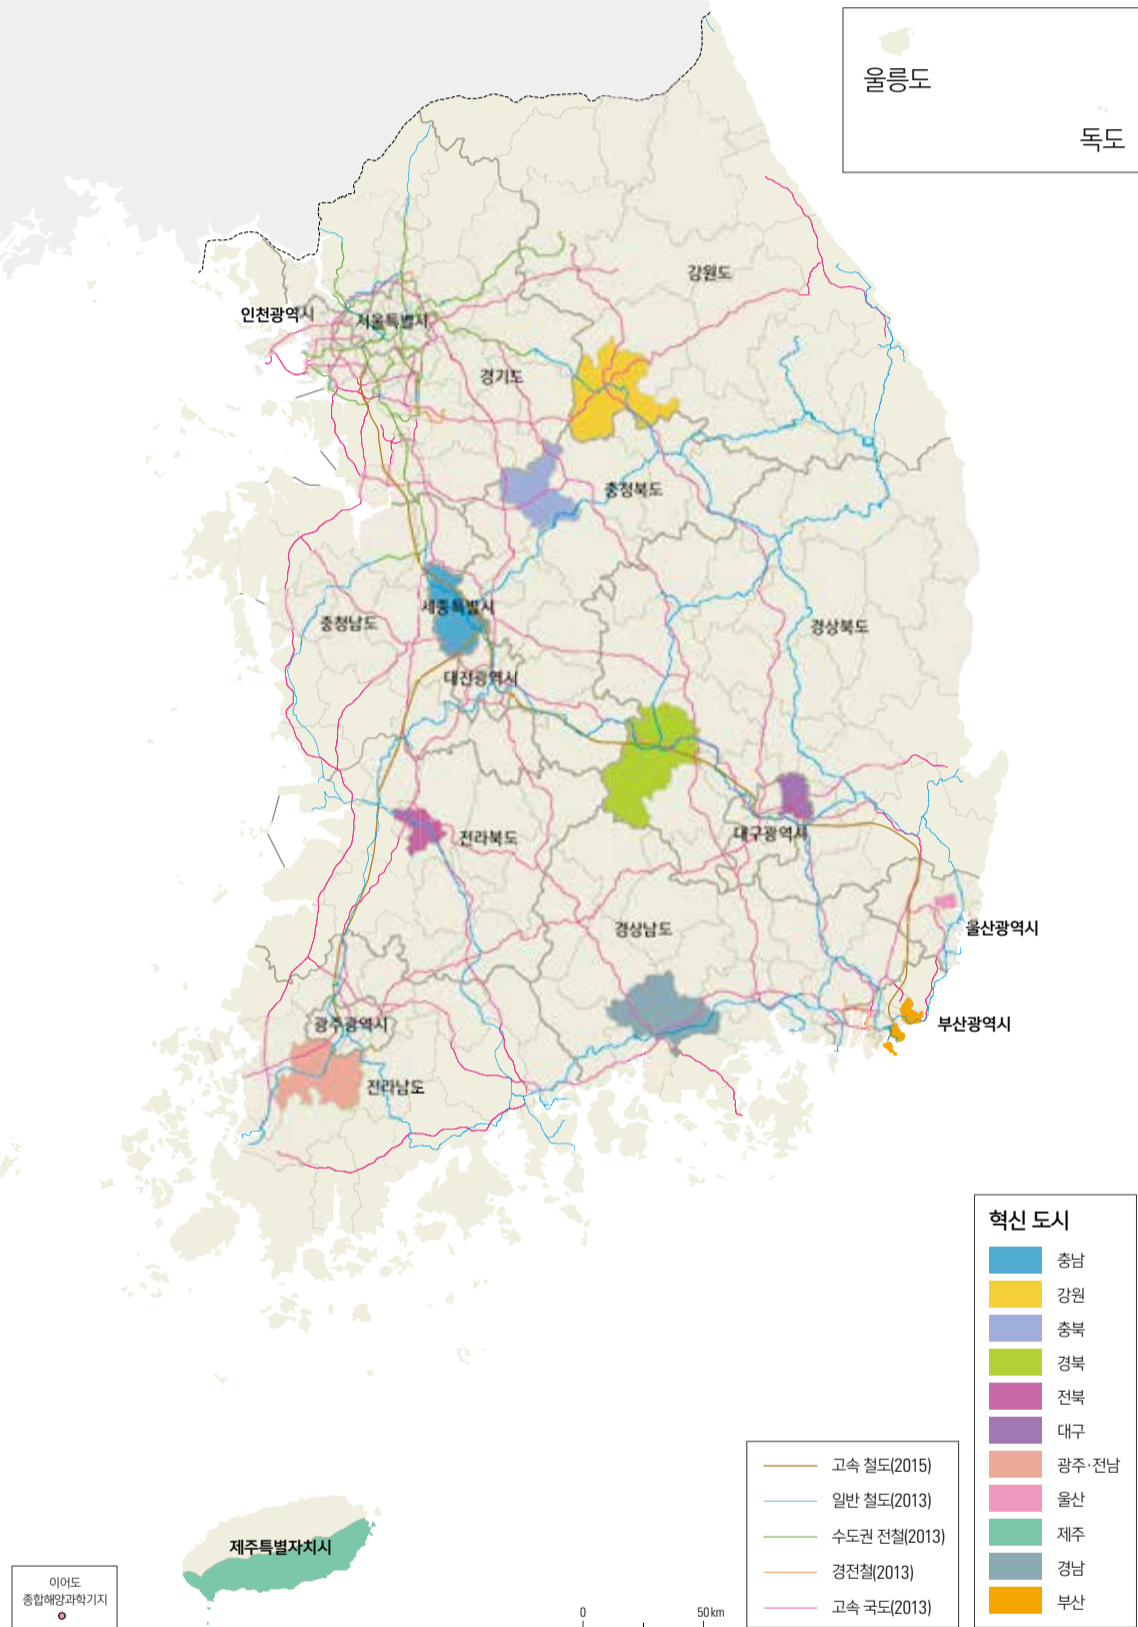 울릉도
독도
강원도
인천광역시
서울특별시
경기도
충청북도
세종특별시
충청남도
경상북도
대전광역시
대구광역시
전라북도
경상남도
울산광역시
광주광역시
부산광역시
전라남도
제주특별자치시
이어도
종합해양과학기지
0 50km
고속 철도(2015)
일반 철도(2013)
수도권 전철(2013)
경전철(2013)
고속 국도(2013)
혁신 도시
충남
강원
충북
경북
전북
대구
광주·전남
울산
제주
경남
부산